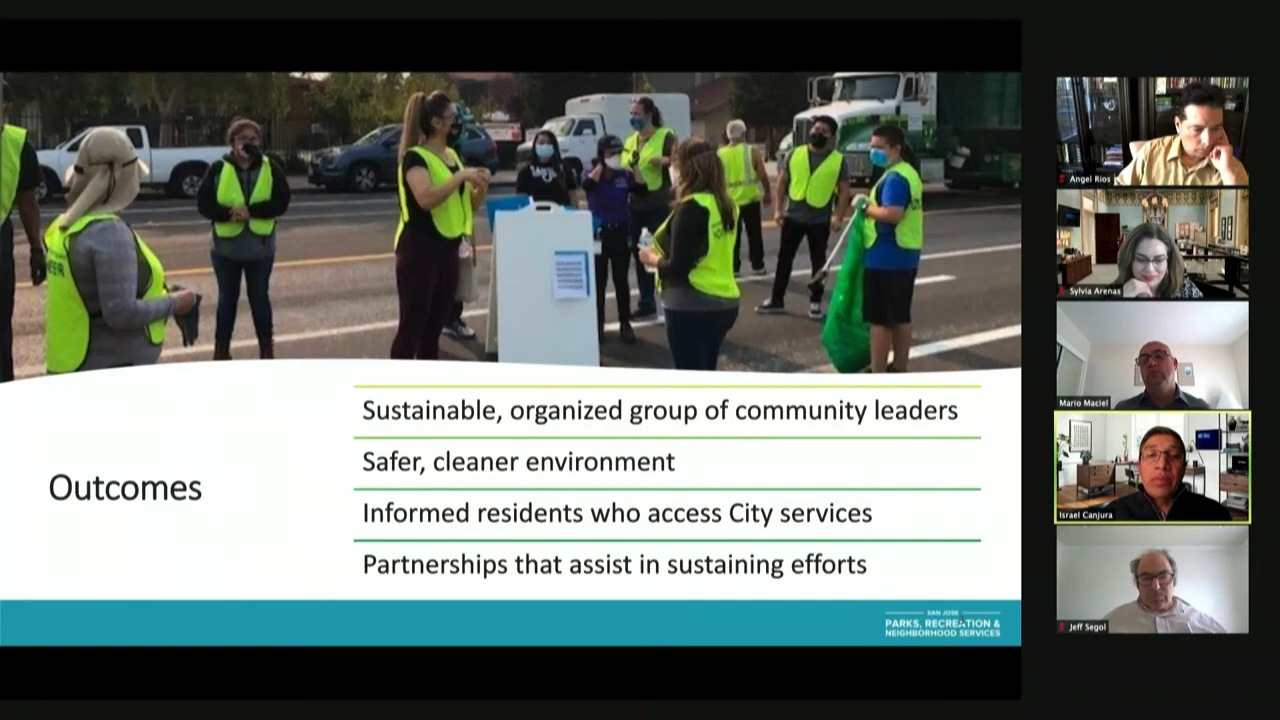 Outcomes
Sustainable, organized group of community leaders
Safer, cleaner environment
Informed residents who access City services
Partnerships that assist in sustaining efforts
SAN JOSE
PARKS, RECREATION &
NEIGHBORHOOD SERVICES
Angel Rios
Sylvia Arenas
Mario Maciel
Israel Canjura
Jeff Segol